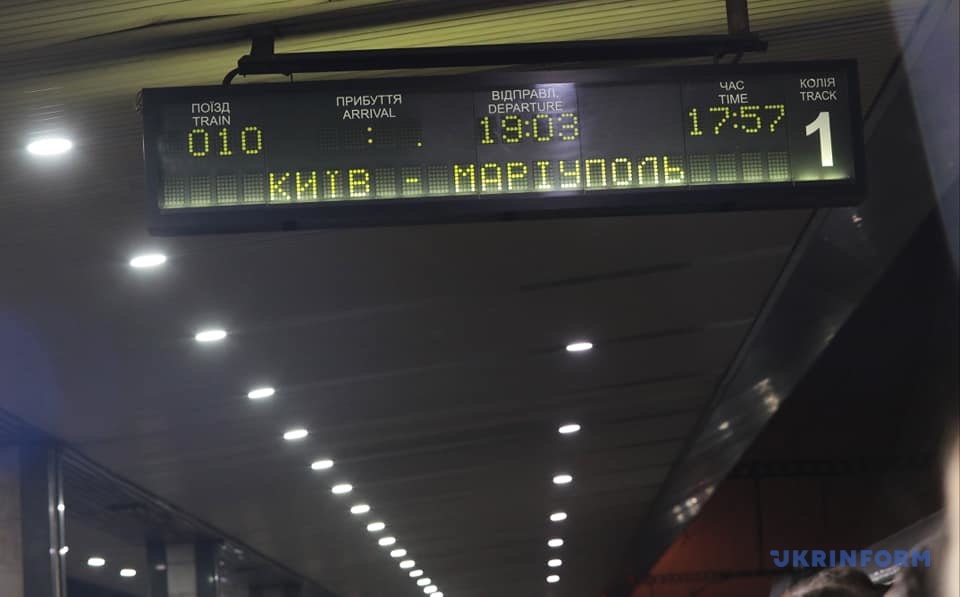 ПОЇЗД ПРИБУТТЯ ВІДПРАВЛ. ЧАС КОЛІЯ
TRAIN ARRIVAL DEPARTURE TIME TRACK
010 : . 19:03 17:57 1
КИЇВ - МАРІУПОЛЬ
UKRINFORM